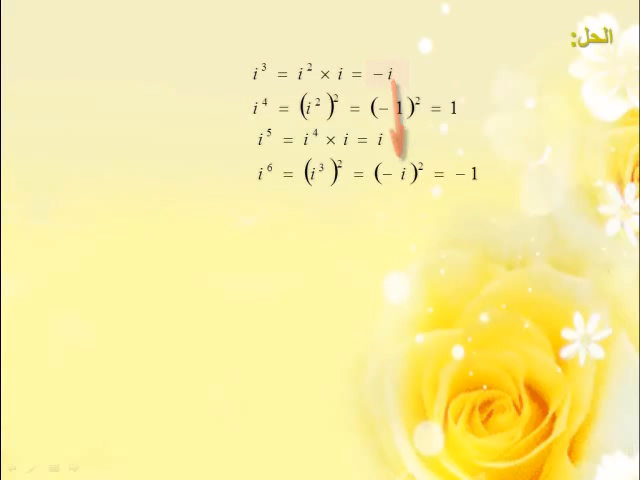 الحل:
i³ = i² × i = −i
i⁴ = (i²)² = (−1)² = 1
i⁵ = i⁴ × i = i
i⁶ = (i³)² = (−i)² = −1